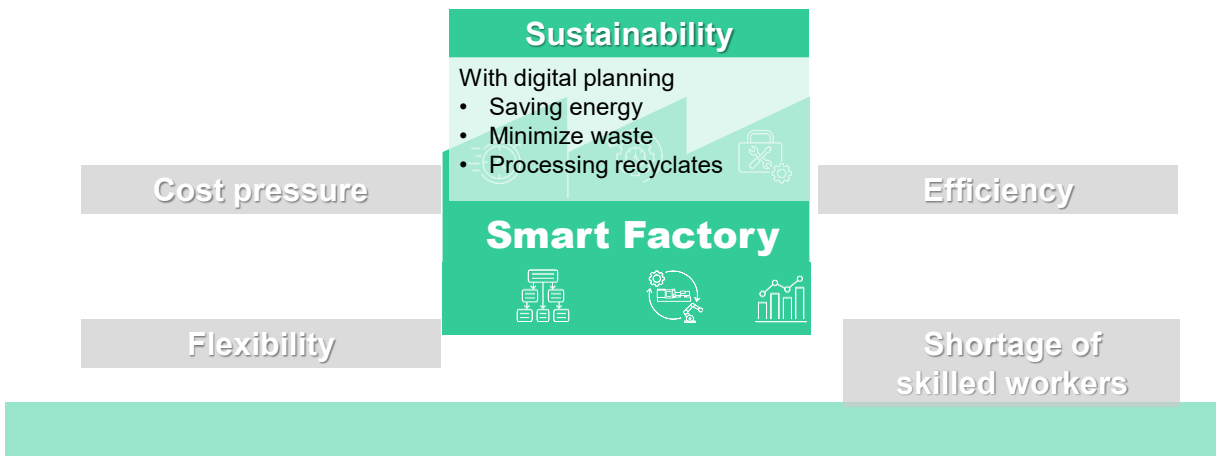 Sustainability
With digital planning
• Saving energy
• Minimize waste
• Processing recyclates
Cost pressure
Efficiency
Smart Factory
Flexibility
Shortage of
skilled workers